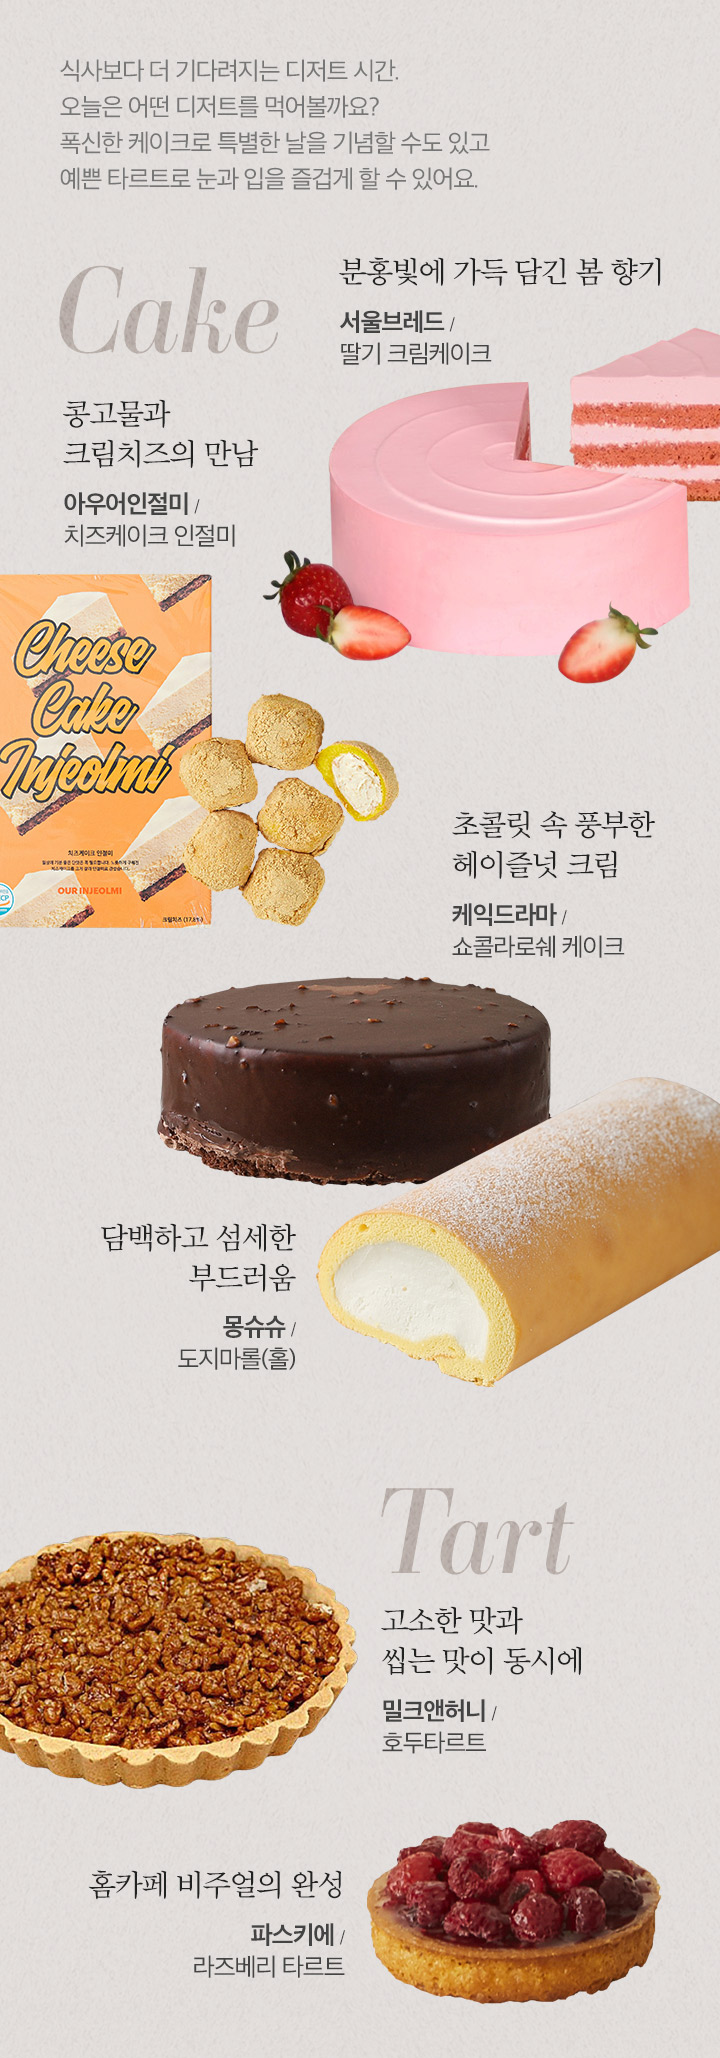 식사보다 더 기다려지는 디저트 시간.
오늘은 어떤 디저트를 먹어볼까요?
폭신한 케이크로 특별한 날을 기념할 수도 있고
예쁜 타르트로 눈과 입을 즐겁게 할 수 있어요.
Cake
분홍빛에 가득 담긴 봄 향기
서울브레드 /
딸기 크림케이크
콩고물과
크림치즈의 만남
아우어인절미 /
치즈케이크 인절미
Cheese
Cake
Injeolmi
치즈케이크 인절미
OUR INJEOLMI
초콜릿 속 풍부한
헤이즐넛 크림
케익드라마 /
쇼콜라로쉐 케이크
담백하고 섬세한
부드러움
몽슈슈 /
도지마롤(홀)
Tart
고소한 맛과
씹는 맛이 동시에
밀크앤허니 /
호두타르트
홈카페 비주얼의 완성
파스키에 /
라즈베리 타르트